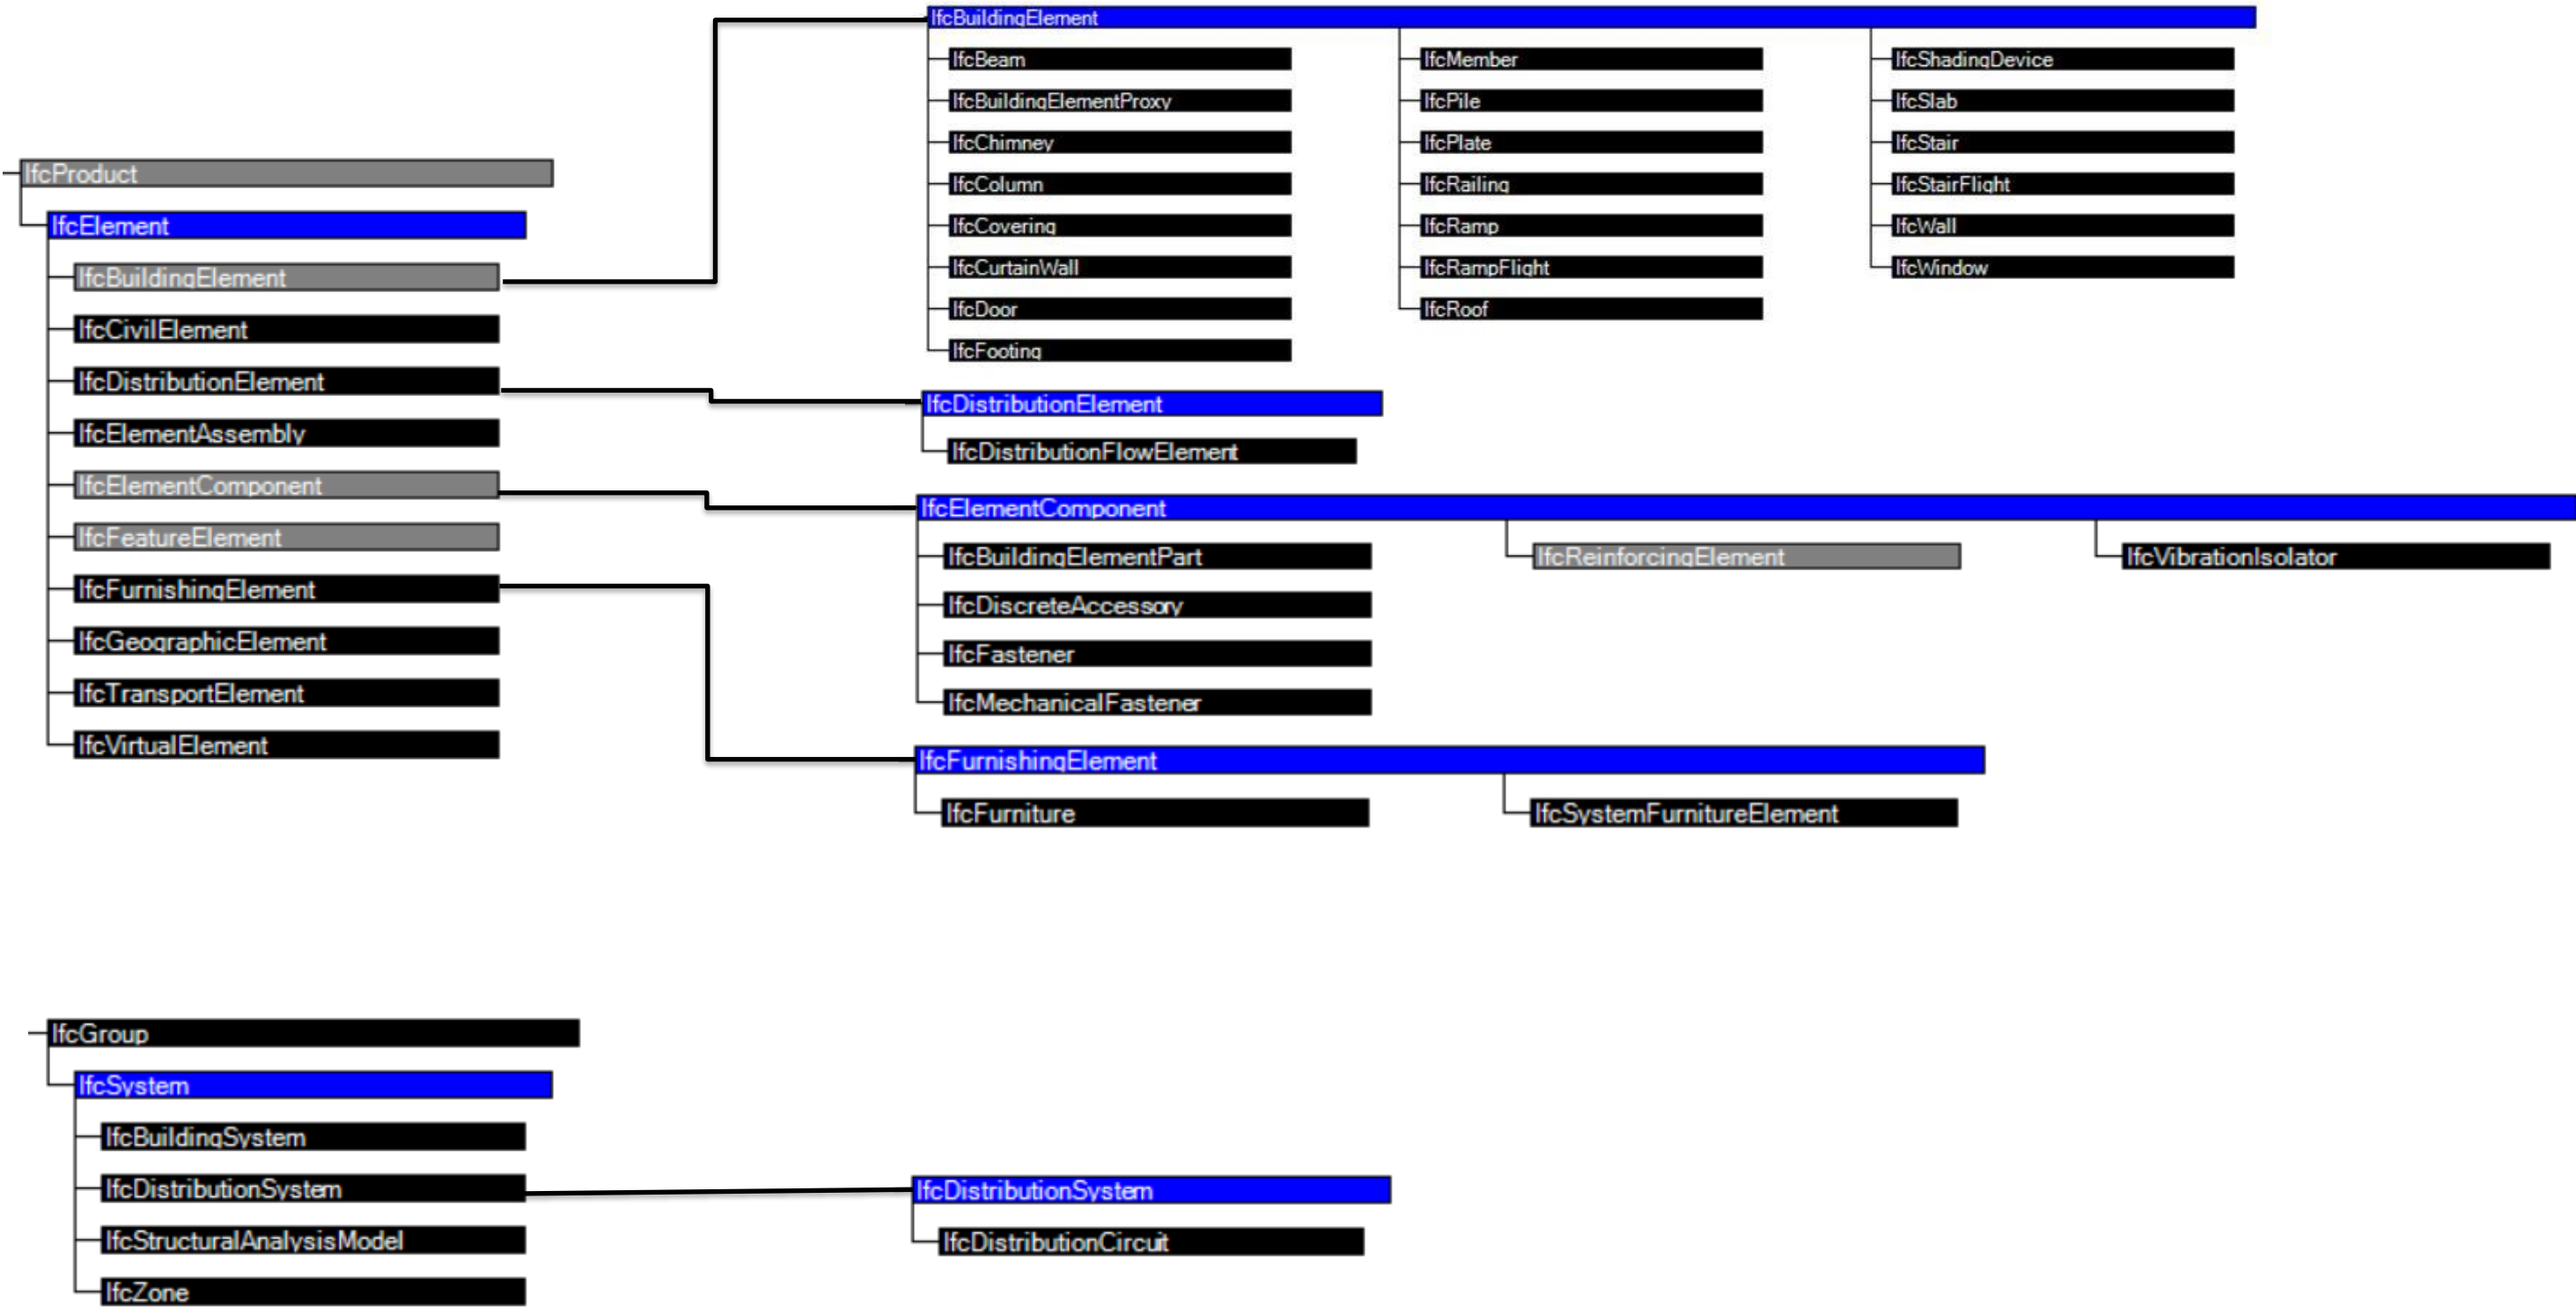 IfcProduct
IfcElement
IfcBuildingElement
IfcCivilElement
IfcDistributionElement
IfcElementAssembly
IfcElementComponent
IfcFeatureElement
IfcFurnishingElement
IfcGeographicElement
IfcTransportElement
IfcVirtualElement
IfcBuildingElement
IfcBeam
IfcBuildingElementProxy
IfcChimney
IfcColumn
IfcCovering
IfcCurtainWall
IfcDoor
IfcFooting
IfcMember
IfcPile
IfcPlate
IfcRailing
IfcRamp
IfcRampFlight
IfcRoof
IfcShadingDevice
IfcSlab
IfcStair
IfcStairFlight
IfcWall
IfcWindow
IfcDistributionElement
IfcDistributionFlowElement
IfcElementComponent
IfcBuildingElementPart
IfcDiscreteAccessory
IfcFastener
IfcMechanicalFastener
IfcReinforcingElement
IfcVibrationIsolator
IfcFurnishingElement
IfcFurniture
IfcSystemFurnitureElement
IfcGroup
IfcSystem
IfcBuildingSystem
IfcDistributionSystem
IfcStructuralAnalysisModel
IfcZone
IfcDistributionSystem
IfcDistributionCircuit